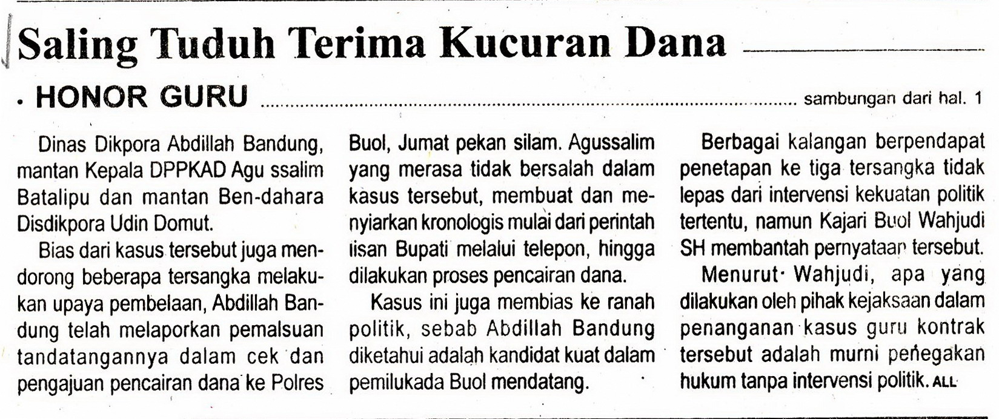 Saling Tuduh Terima Kucuran Dana
· HONOR GURU ........................................ sambungan dari hal. 1
Dinas Dikpora Abdillah Bandung,
mantan Kepala DPPKAD Agu ssalim
Batalipu dan mantan Ben-dahara
Disdikpora Udin Domut.
Bias dari kasus tersebut juga men-
dorong beberapa tersangka melaku-
kan upaya pembelaan, Abdillah Ban-
dung telah melaporkan pemalsuan
tandatangannya dalam cek dan
pengajuan pencairan dana ke Polres
Buol, Jumat pekan silam. Agussalim
yang merasa tidak bersalah dalam
kasus tersebut, membuat dan me-
nyiarkan kronologis mulai dari perintah
lisan Bupati melalui telepon, hingga
dilakukan proses pencairan dana.
Kasus ini juga membias ke ranah
politik, sebab Abdillah Bandung
diketahui adalah kandidat kuat dalam
pemilukada Buol mendatang.
Berbagai kalangan berpendapat
penetapan ke tiga tersangka tidak
lepas dari intervensi kekuatan politik
tertentu, namun Kajari Buol Wahjudi
SH membantah pernyataan tersebut.
Menurut Wahjudi, apa yang
dilakukan oleh pihak kejaksaan dalam
penanganan kasus guru kontrak
tersebut adalah murni penegakan
hukum tanpa intervensi politik. ALL